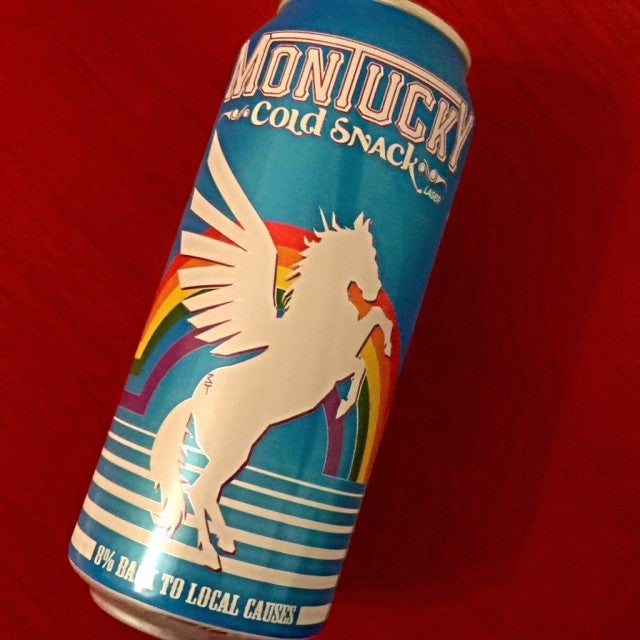 MONTUCKY
COLD SNACK
LAGER
8% BACK TO LOCAL CAUSES